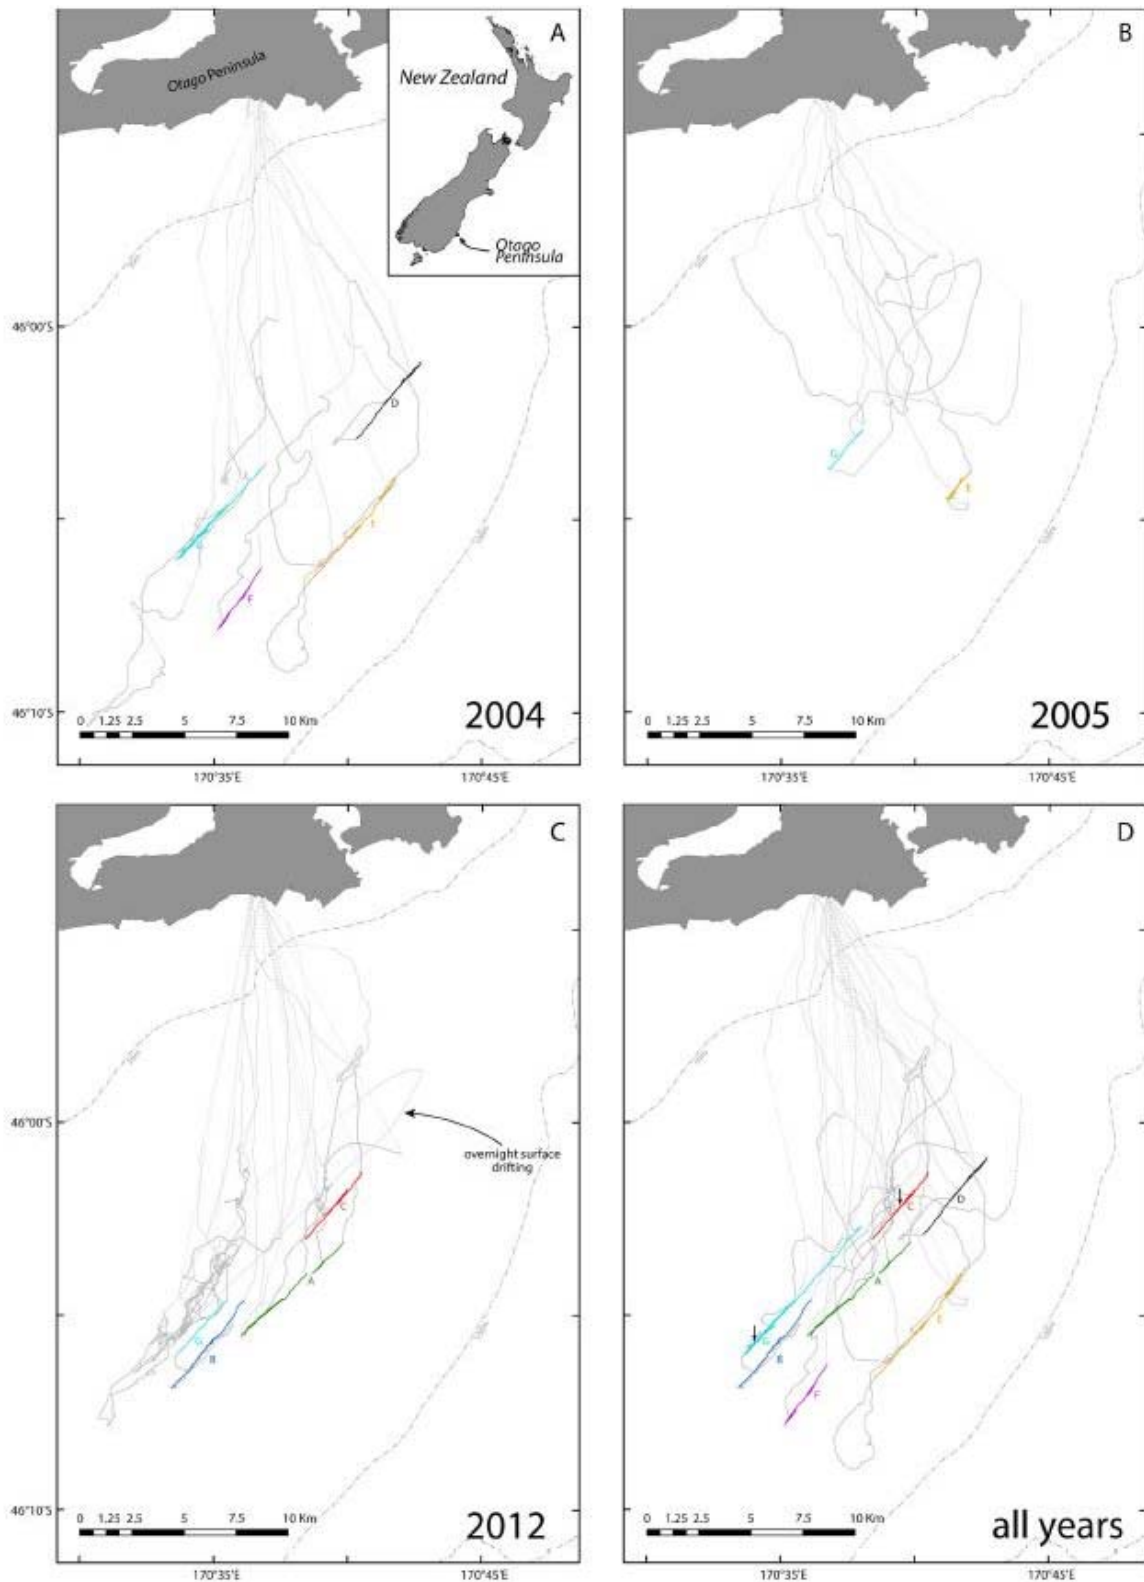 A
Otago Peninsula
New Zealand
Otago
Peninsula
D
G
E
F
46°00'S
46°10'S
0 1.25 2.5 5 7.5 10 Km
2004
170°35'E 170°45'E
B
G
E
0 1.25 2.5 5 7.5 10 Km
2005
170°35'E 170°45'E
C
overnight surface
drifting
C
A
G
B
46°00'S
46°10'S
0 1.25 2.5 5 7.5 10 Km
2012
170°35'E 170°45'E
D
C
D
A
G
B
E
F
0 1.25 2.5 5 7.5 10 Km
all years
170°35'E 170°45'E